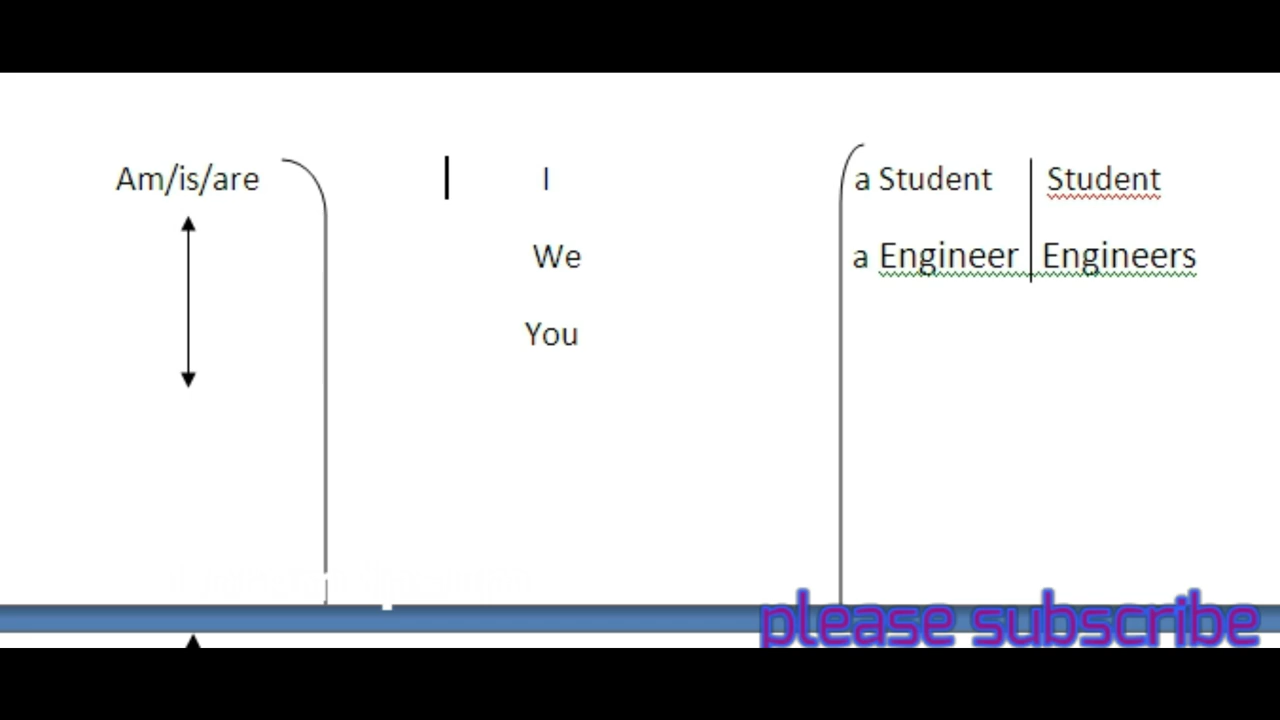 Am/is/are I a Student Student
We a Engineer Engineers
You
please subscribe